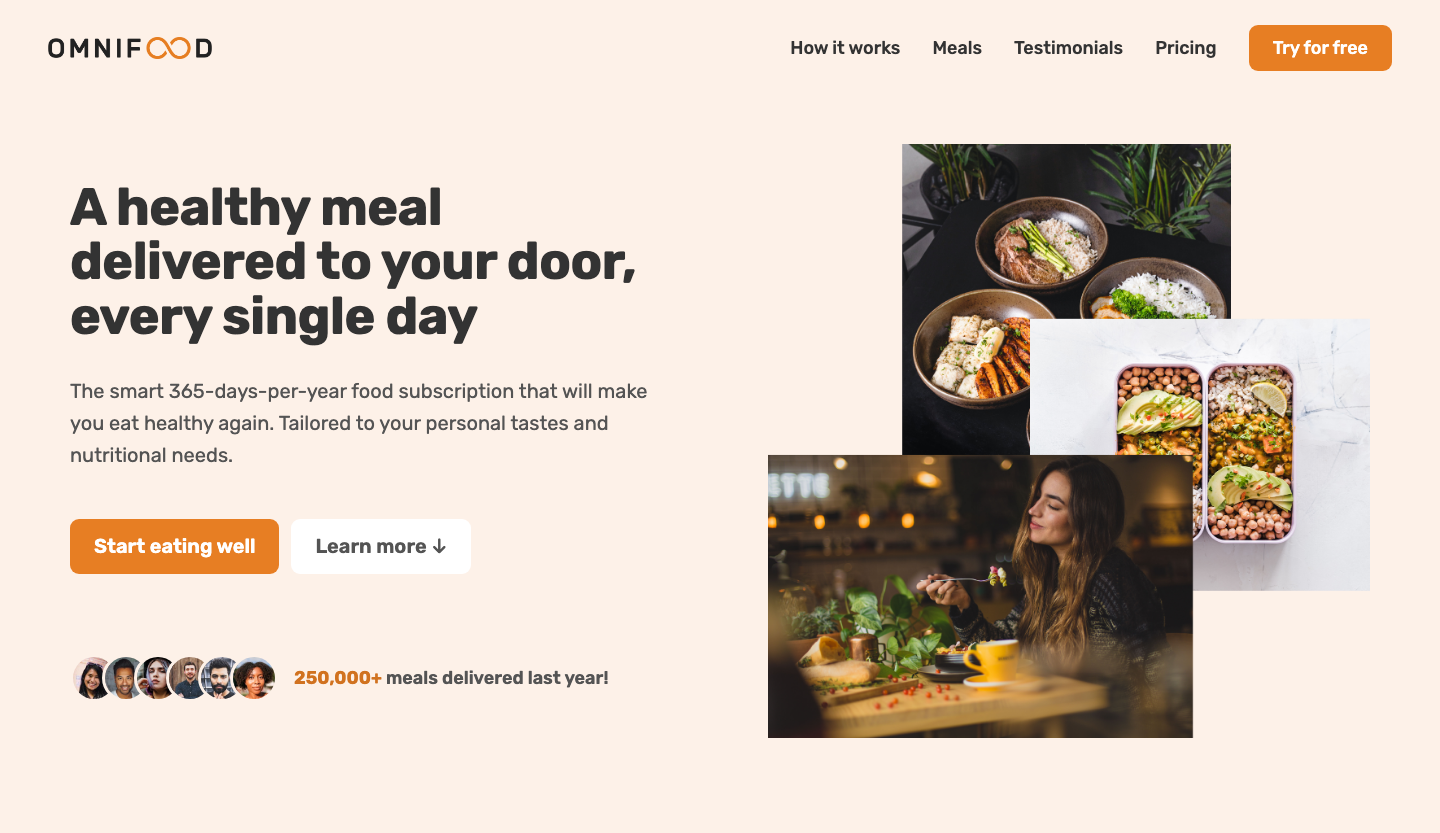 OMNIFOOD
How it works
Meals
Testimonials
Pricing
Try for free
A healthy meal
delivered to your door,
every single day
The smart 365-days-per-year food subscription that will make
you eat healthy again. Tailored to your personal tastes and
nutritional needs.
Start eating well
Learn more ↓
250,000+ meals delivered last year!
ETTE